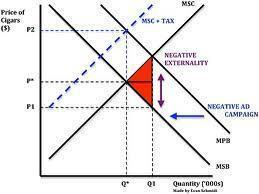 Price of
Cigars
($)
MSC
MSC + TAX
P2
NEGATIVE
EXTERNALITY
P*
P1
NEGATIVE AD
CAMPAIGN
MPB
MSB
Q*
Q1
Quantity ('000s)
Made by Evan Schmidt